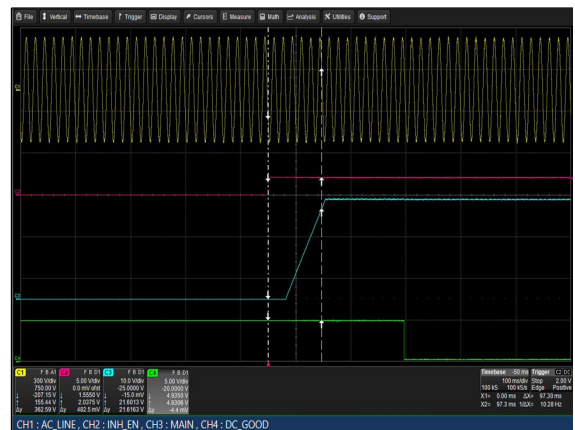 File Vertical Timebase Trigger Display Cursors Measure Math Analysis Utilities Support
C1 F B A1 C2 F B D1 C3 F B D1 C4 F B D1
300 V/div 5.00 V/div 10.0 V/div 5.00 V/div
750.00 V 0.0 mV ofst -25.0000 V -20.0000 V
↓ -207.15 V ↓ 1.5550 V ↓ -15.0 mV ↓ 4.9350 V
↑ 155.44 V ↑ 2.0375 V ↑ 21.6013 V ↑ 4.9306 V
Δy 362.59 V Δy 482.5 mV Δy 21.6163 V Δy -4.4 mV
Timebase -50 ms Trigger C2 DC
100 ms/div Stop 2.00 V
100 kS 100 kS/s Edge Positive
X1= 0.00 ms ΔX= 97.30 ms
X2= 97.3 ms 1/ΔX= 10.28 Hz
CH1 : AC_LINE , CH2 : INH_EN , CH3 : MAIN , CH4 : DC_GOOD